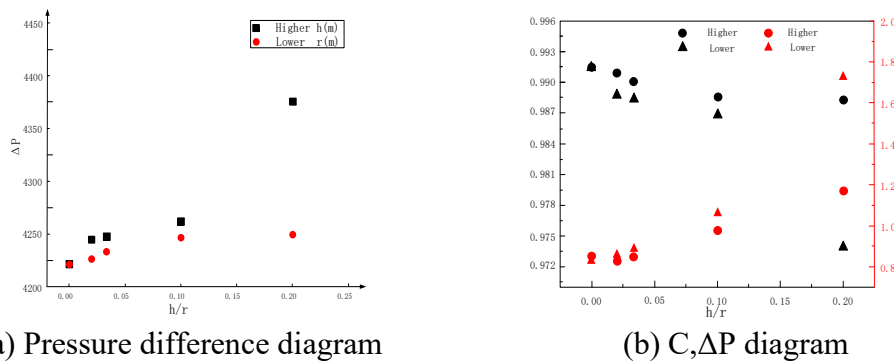 4450
4400
4350
4300
4250
4200
ΔP
Higher h(m)
Lower r(m)
0.00 0.05 0.10 0.15 0.20 0.25
h/r
) Pressure difference diagram
0.996
0.993
0.990
0.987
0.984
0.981
0.978
0.975
0.972
Higher Higher
Lower Lower
2.0
1.8
1.6
1.4
1.2
1.0
0.8
0.00 0.05 0.10 0.15 0.20
h/r
(b) C,ΔP diagram